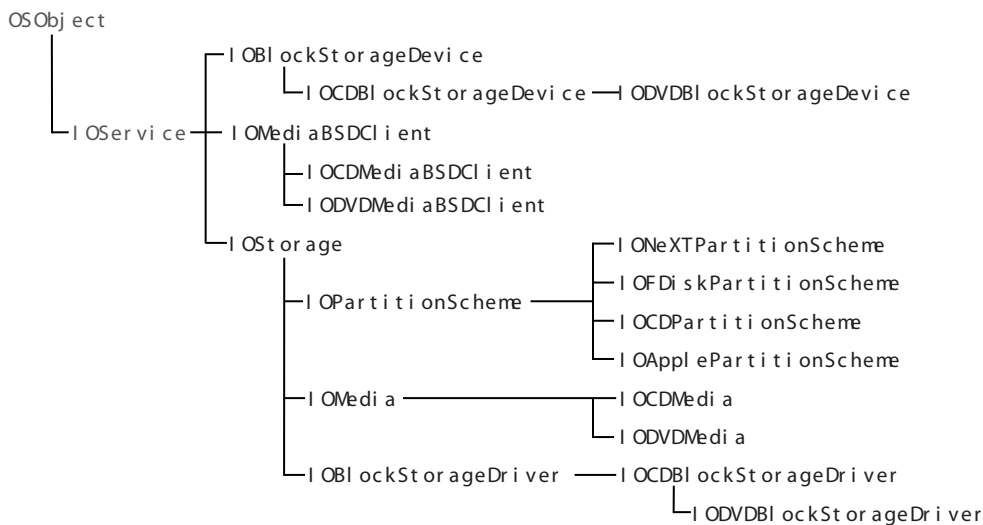 OSObject
IOBlockStorageDevice
IOCDBlockStorageDevice IODVDBlockStorageDevice
IOService IOMediaBSDClient
IOCDMediaBSDClient
IODVDMediaBSDClient
IOStorage
IONeXTPartitionScheme
IOFDiskPartitionScheme
IOPartitionScheme
IOCDPartitionScheme
IOApplePartitionScheme
IOMedia IOCDMedia
IODVDMedia
IOBlockStorageDriver IOCDBlockStorageDriver
IODVDBlockStorageDriver